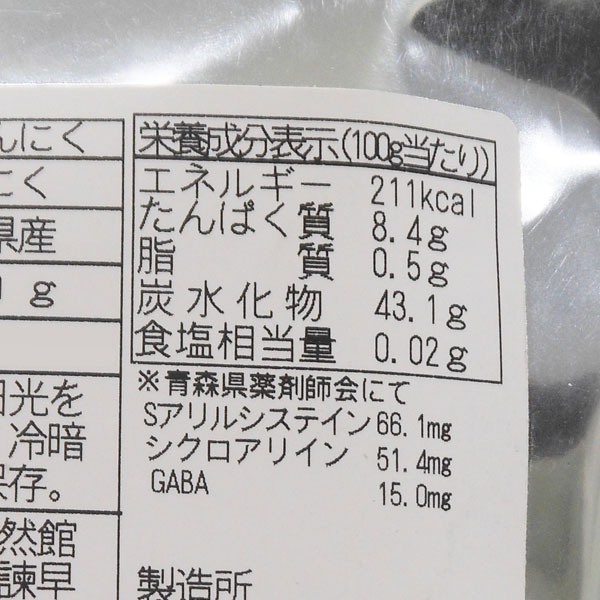 んにく
にく
県産
g
光を
冷暗
保存。
然館
諫早
栄養成分表示(100g当たり)
エネルギー 211kcal
たんぱく質 8.4g
脂質 0.5g
炭水化物 43.1g
食塩相当量 0.02g
※青森県薬剤師会にて
Sアリルシステイン 66.1mg
シクロアリイン 51.4mg
GABA 15.0mg
製造所